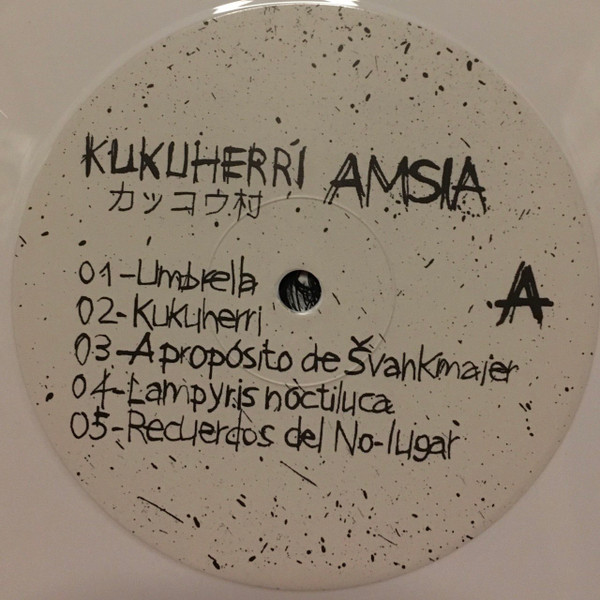 KUKUHERRI AMSIA
カッコウ村
A
01-Umbrella
02-Kukuherri
03-A propósito de Švankmajer
04-Lampyris noctiluca
05-Recuerdos del No-lugar